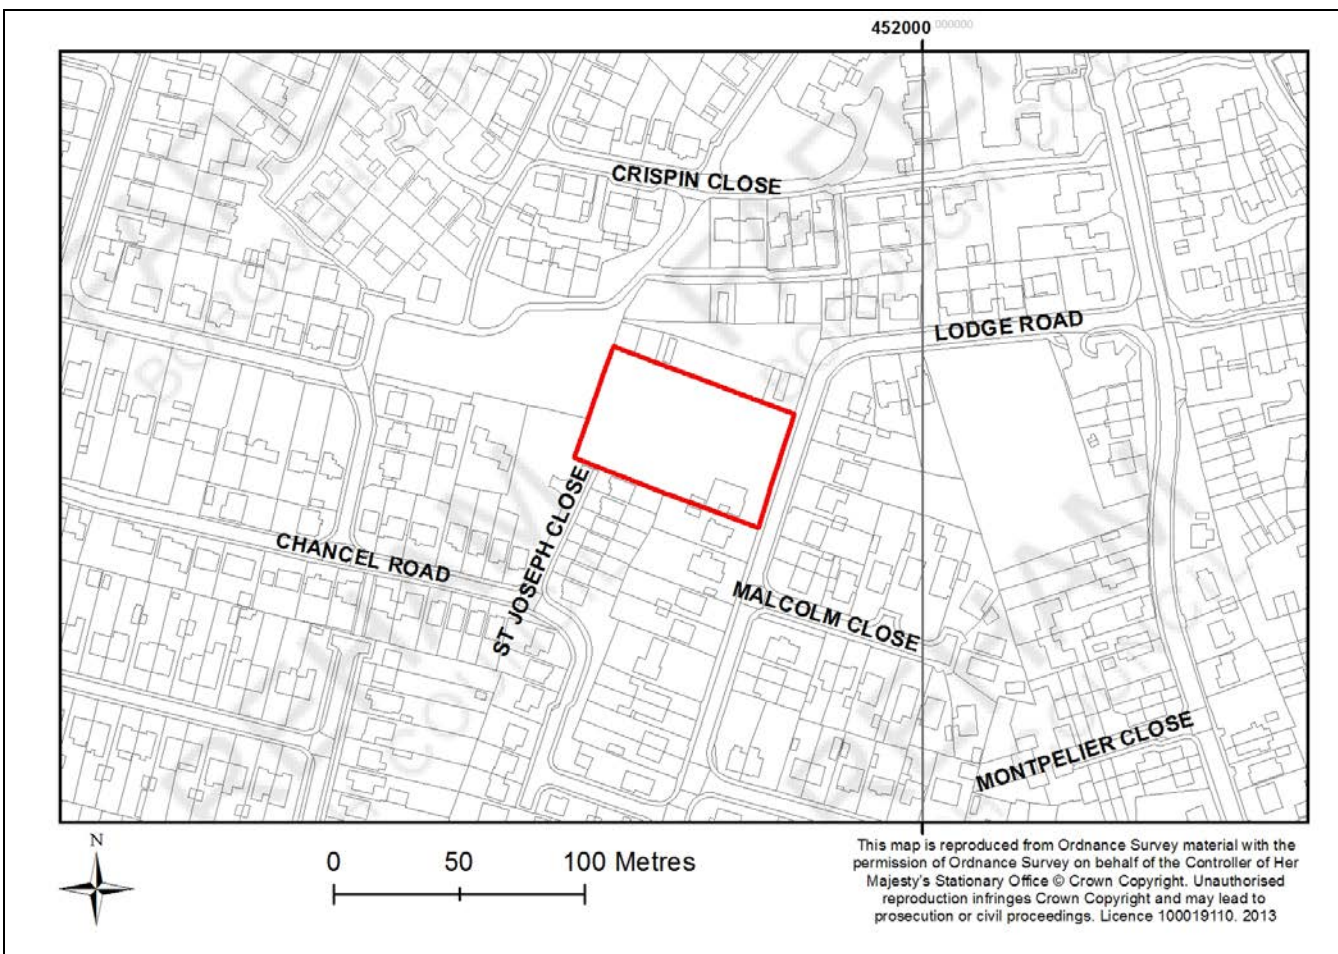 452000 000000
CRISPIN CLOSE
LODGE ROAD
CHANCEL ROAD
ST JOSEPH CLOSE
MALCOLM CLOSE
MONTPELIER CLOSE
N
0 50 100 Metres
This map is reproduced from Ordnance Survey material with the
permission of Ordnance Survey on behalf of the Controller of Her
Majesty's Stationary Office © Crown Copyright. Unauthorised
reproduction infringes Crown Copyright and may lead to
prosecution or civil proceedings. Licence 100019110. 2013